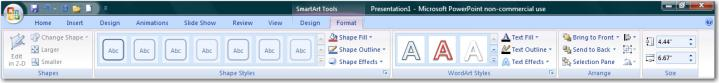 SmartArt Tools Presentation1 - Microsoft PowerPoint non-commercial use
Home Insert Design Animations Slide Show Review View Design Format
Edit in 2-D
Change Shape
Larger
Smaller
Shapes
Abc Abc Abc Abc Abc Abc Abc
Shape Fill
Shape Outline
Shape Effects
Shape Styles
A A A
Text Fill
Text Outline
Text Effects
WordArt Styles
Bring to Front
Send to Back
Selection Pane
Arrange
4.44"
6.67"
Size